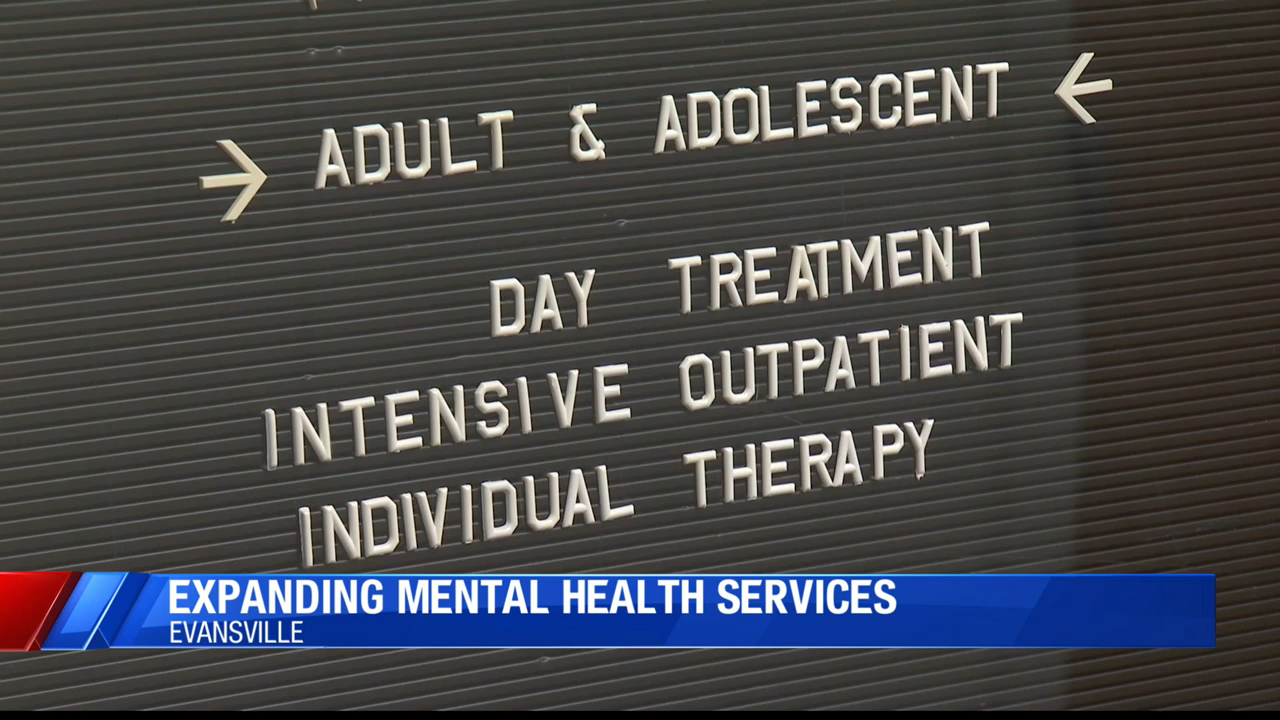 → ADULT & ADOLESCENT ←
DAY TREATMENT
INTENSIVE OUTPATIENT
INDIVIDUAL THERAPY
EXPANDING MENTAL HEALTH SERVICES
EVANSVILLE